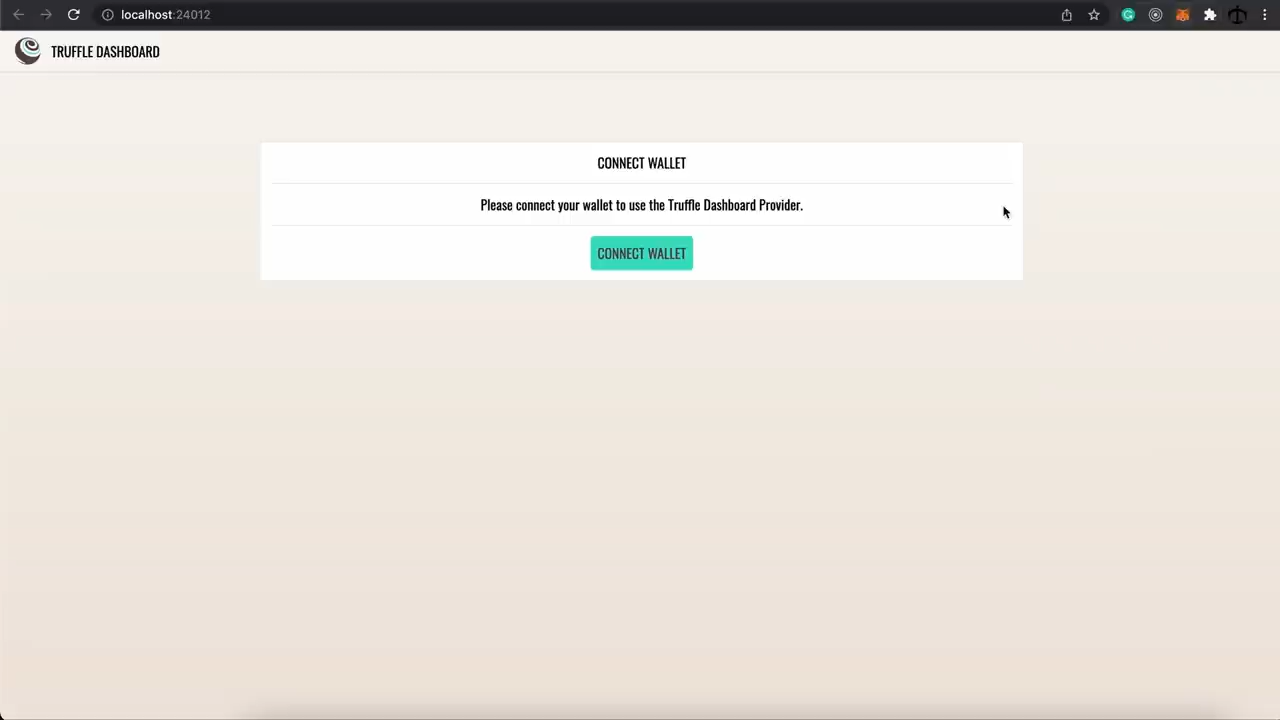 localhost:24012
TRUFFLE DASHBOARD
CONNECT WALLET
Please connect your wallet to use the Truffle Dashboard Provider.
CONNECT WALLET